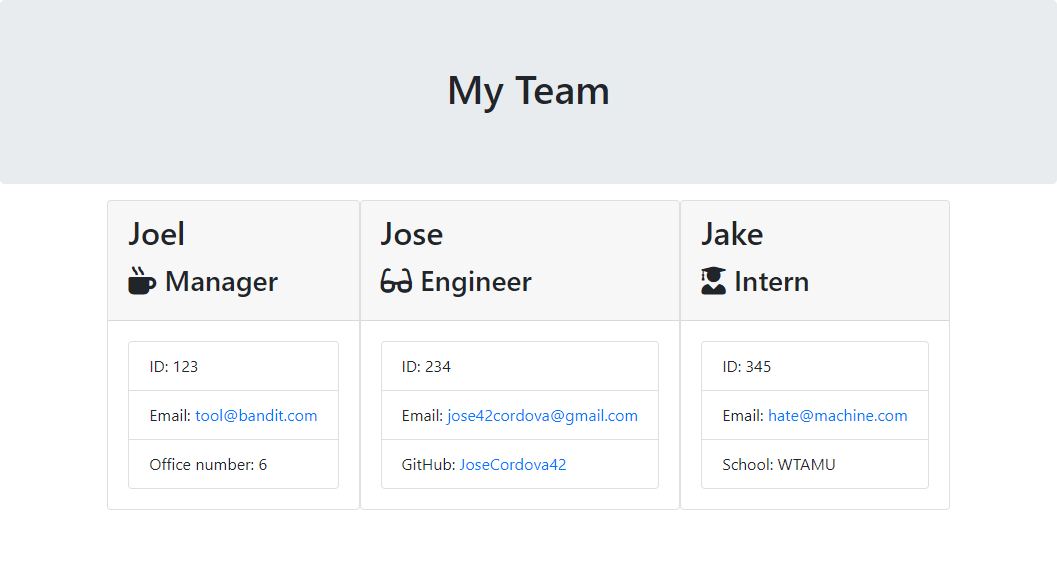 My Team
Joel
Manager
ID: 123
Email: tool@bandit.com
Office number: 6
Jose
Engineer
ID: 234
Email: jose42cordova@gmail.com
GitHub: JoseCordova42
Jake
Intern
ID: 345
Email: hate@machine.com
School: WTAMU